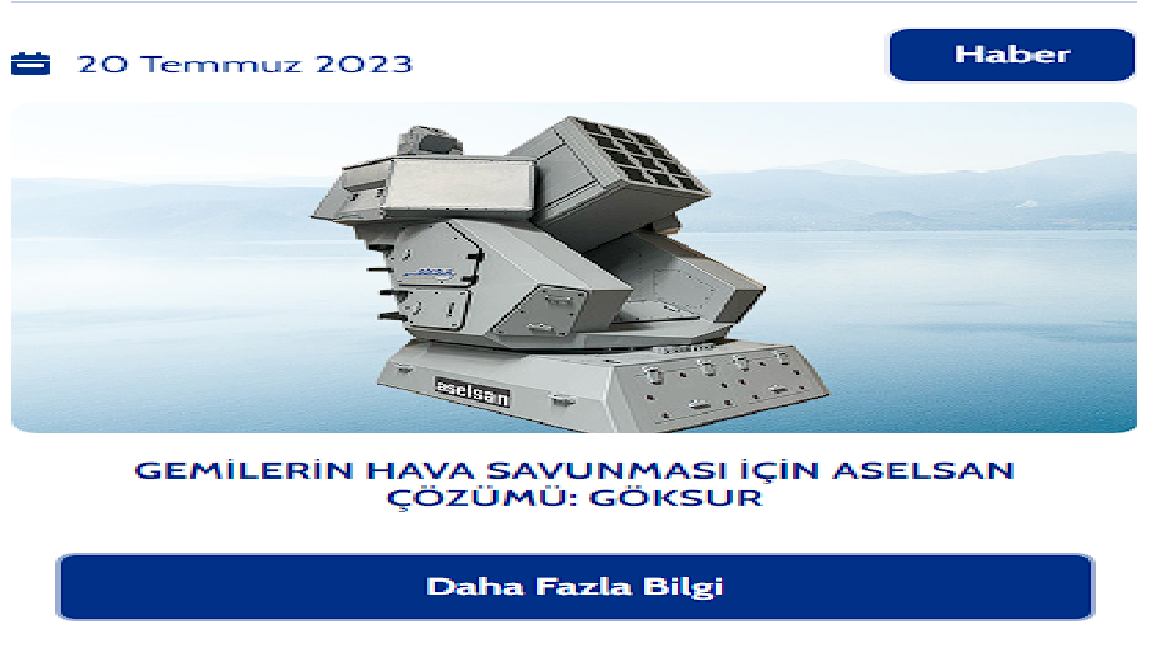 20 Temmuz 2023
Haber
aselsan
GEMİLERİN HAVA SAVUNMASI İÇİN ASELSAN
ÇÖZÜMÜ: GÖKSUR
Daha Fazla Bilgi